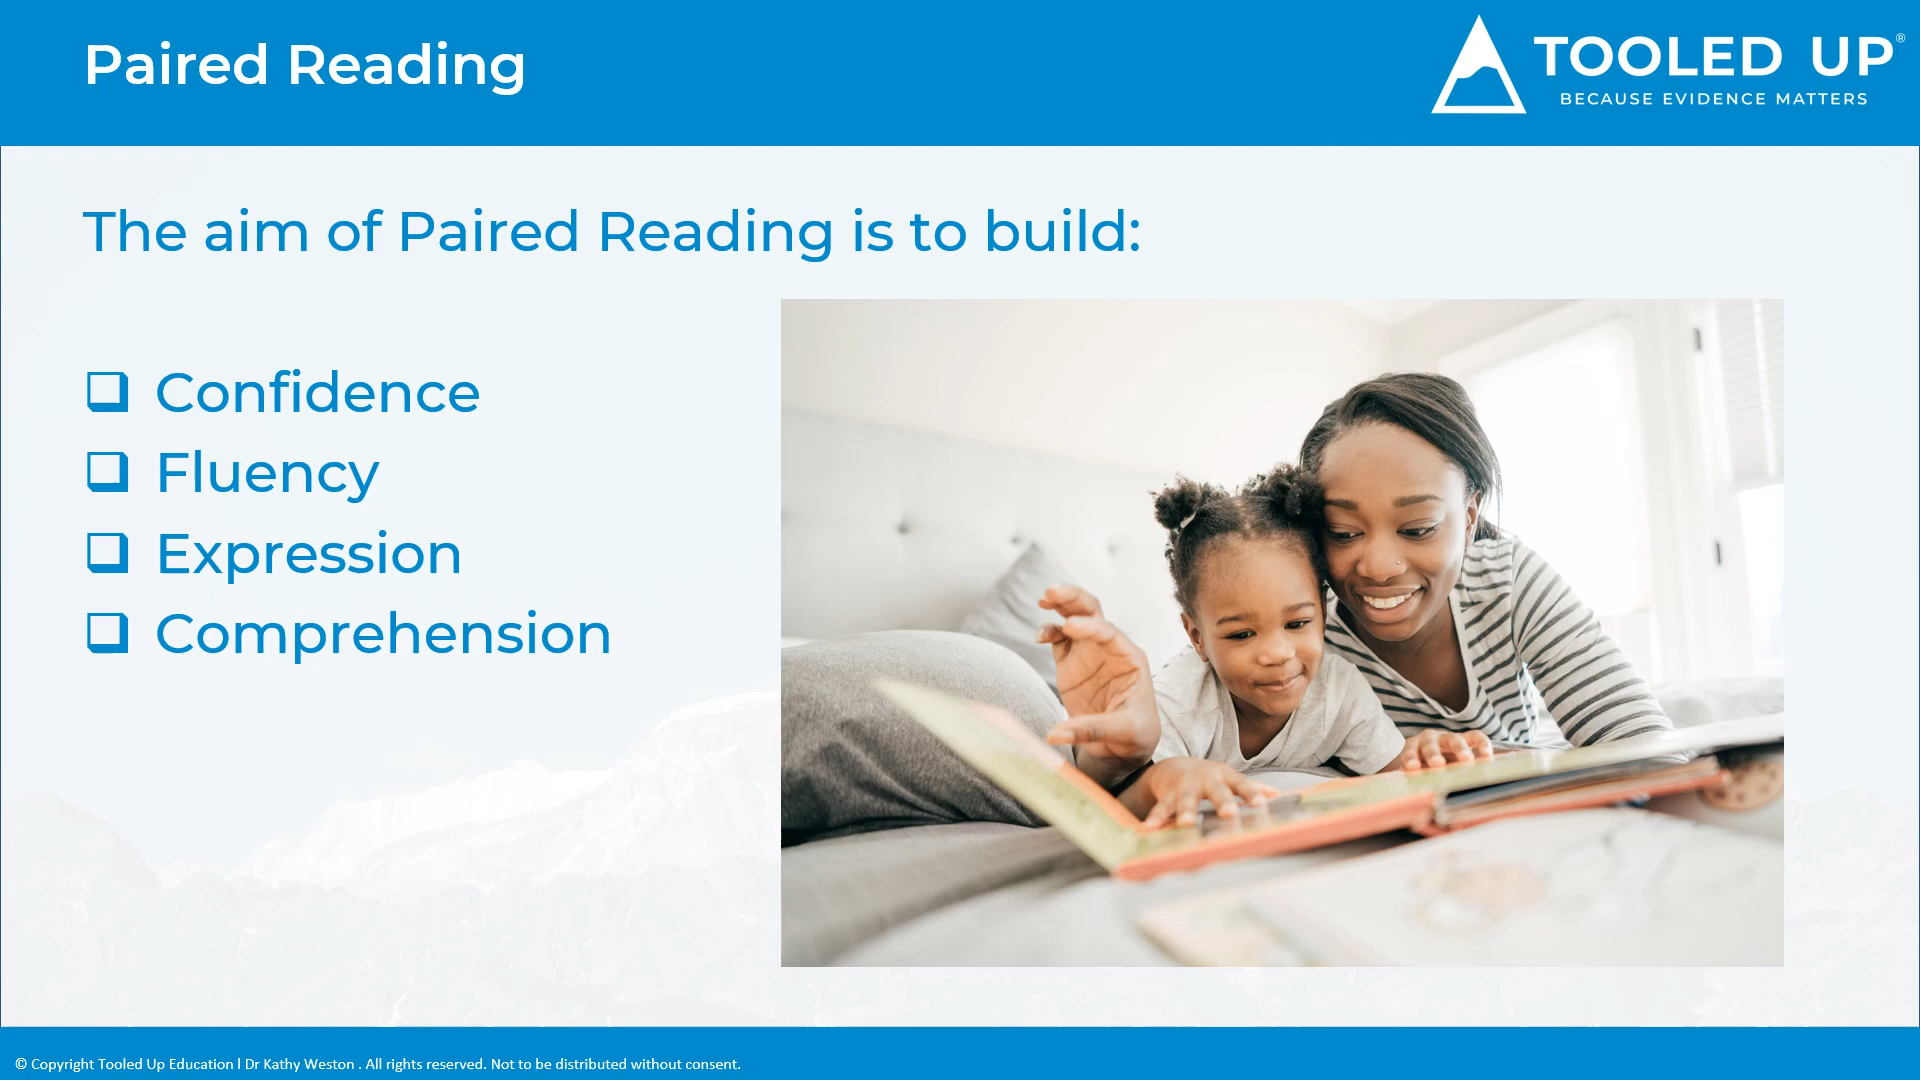 Paired Reading
TOOLED UP®
BECAUSE EVIDENCE MATTERS
The aim of Paired Reading is to build:
❑ Confidence
❑ Fluency
❑ Expression
❑ Comprehension
© Copyright Tooled Up Education l Dr Kathy Weston . All rights reserved. Not to be distributed without consent.